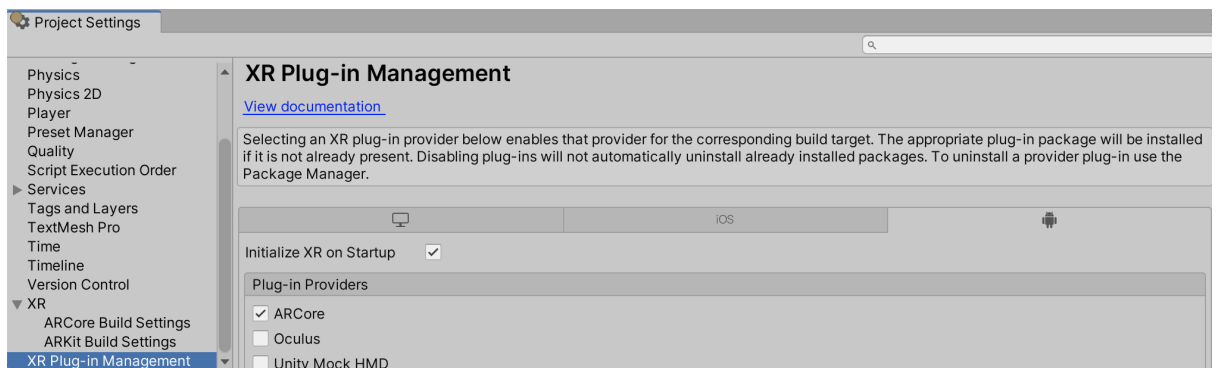 Project Settings
Physics
Physics 2D
Player
Preset Manager
Quality
Script Execution Order
Services
Tags and Layers
TextMesh Pro
Time
Timeline
Version Control
XR
ARCore Build Settings
ARKit Build Settings
XR Plug-in Management
XR Plug-in Management
View documentation
Selecting an XR plug-in provider below enables that provider for the corresponding build target. The appropriate plug-in package will be installed
if it is not already present. Disabling plug-ins will not automatically uninstall already installed packages. To uninstall a provider plug-in use the
Package Manager.
iOS
Initialize XR on Startup
Plug-in Providers
ARCore
Oculus
Unity Mock HMD